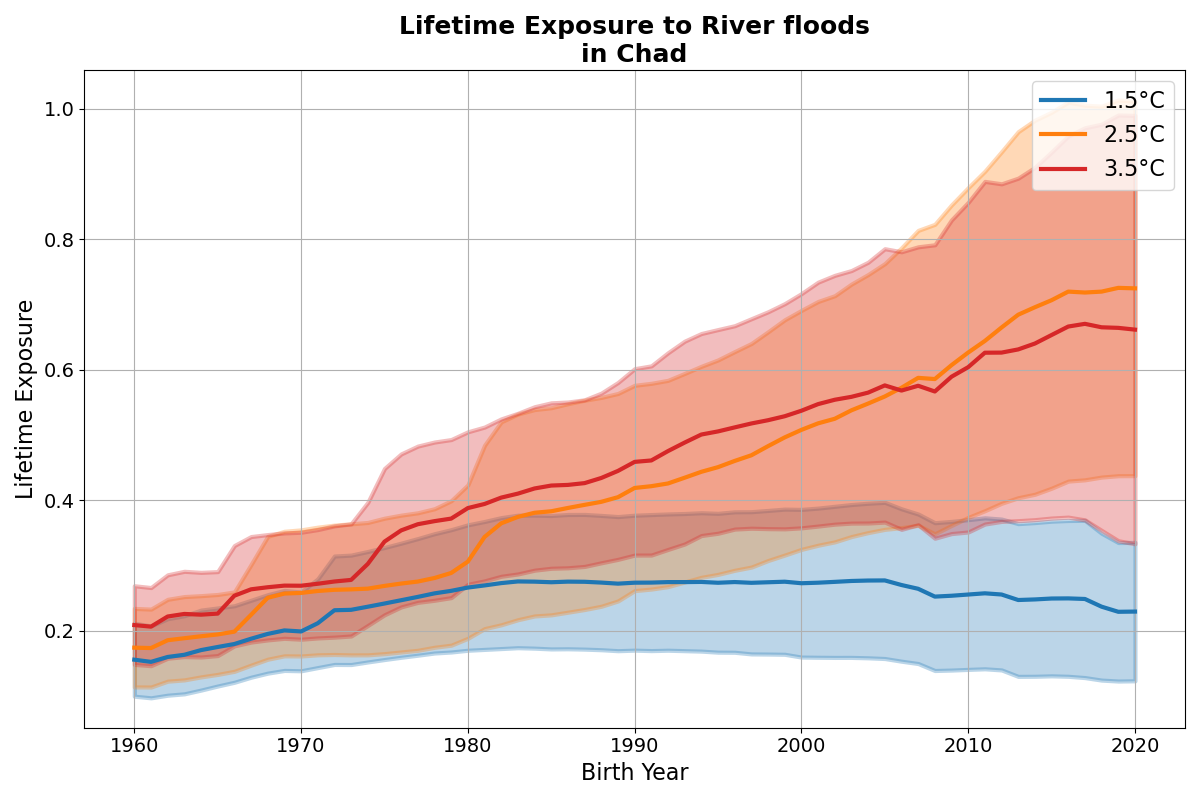 Lifetime Exposure to River floods
in Chad
1.5°C
2.5°C
3.5°C
Lifetime Exposure
1.0
0.8
0.6
0.4
0.2
1960
1970
1980
1990
2000
2010
2020
Birth Year